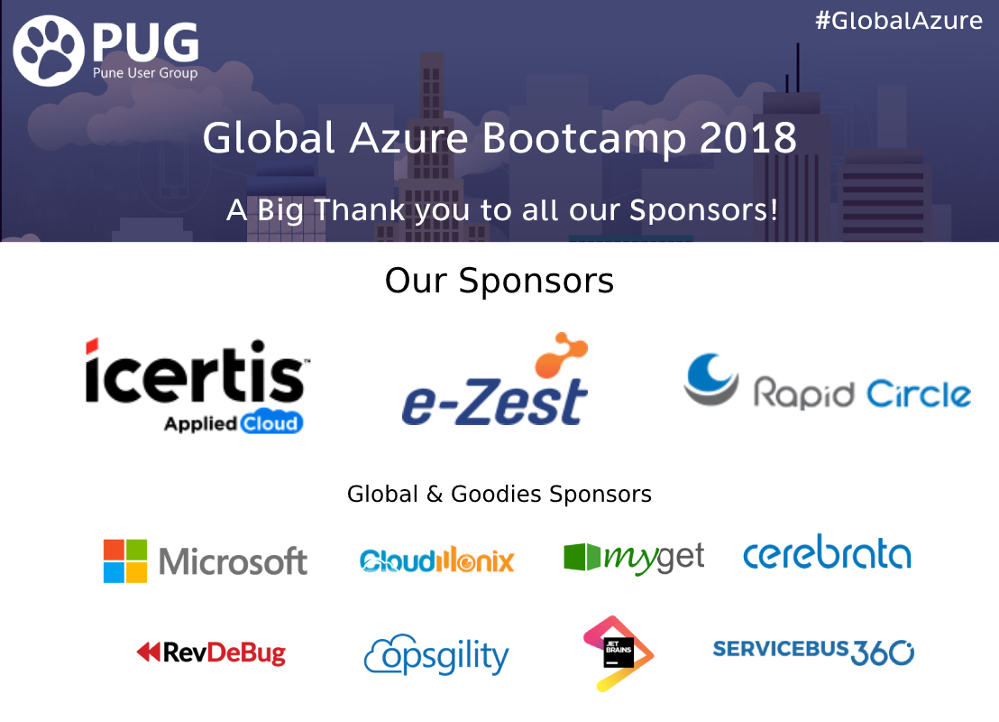 PUG
Pune User Group
#GlobalAzure
Global Azure Bootcamp 2018
A Big Thank you to all our Sponsors!
Our Sponsors
icertis™
Applied Cloud
e-Zest
Rapid Circle
Global & Goodies Sponsors
Microsoft
CloudMonix
myget
cerebrata
RevDeBug
opsgility
JET
BRAINS
SERVICEBUS360